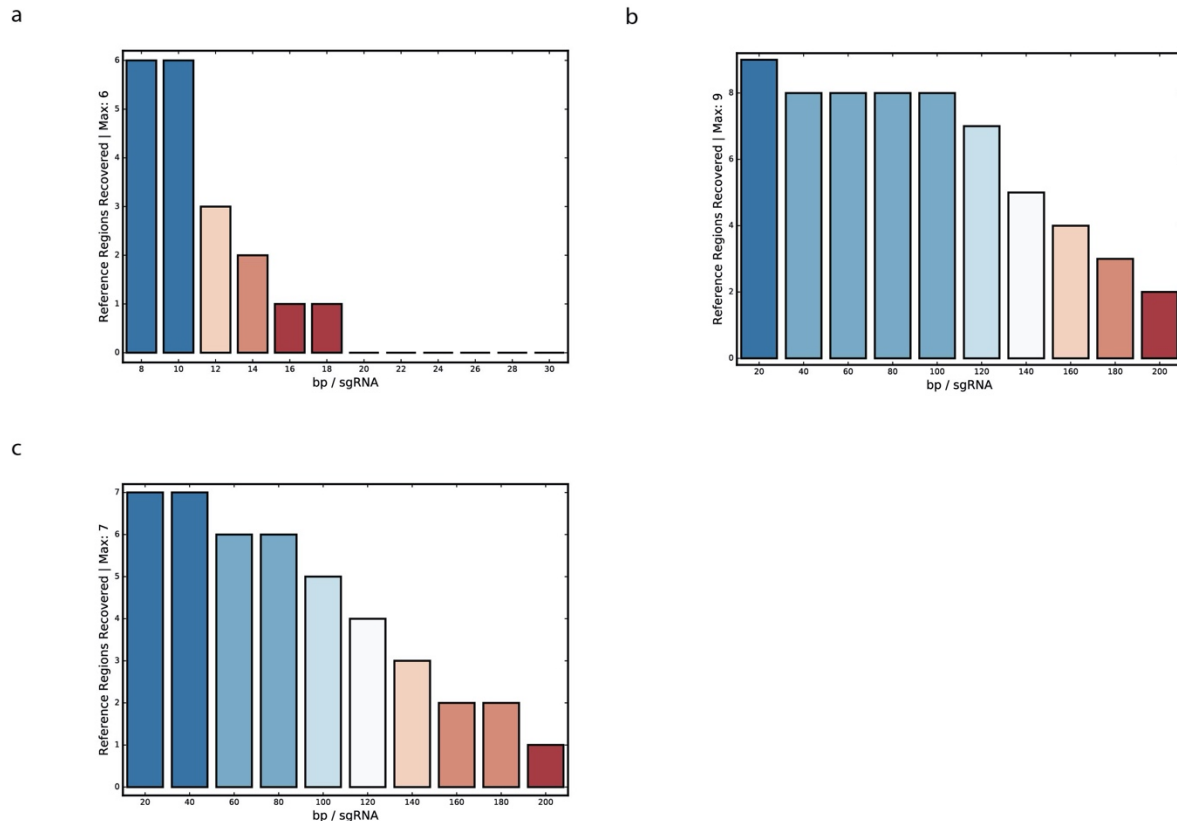 a
Reference Regions Recovered | Max: 6
6
5
4
3
2
1
0
8 10 12 14 16 18 20 22 24 26 28 30
bp / sgRNA
b
Reference Regions Recovered | Max: 9
8
6
4
2
0
20 40 60 80 100 120 140 160 180 200
bp / sgRNA
c
Reference Regions Recovered | Max: 7
7
6
5
4
3
2
1
0
20 40 60 80 100 120 140 160 180 200
bp / sgRNA